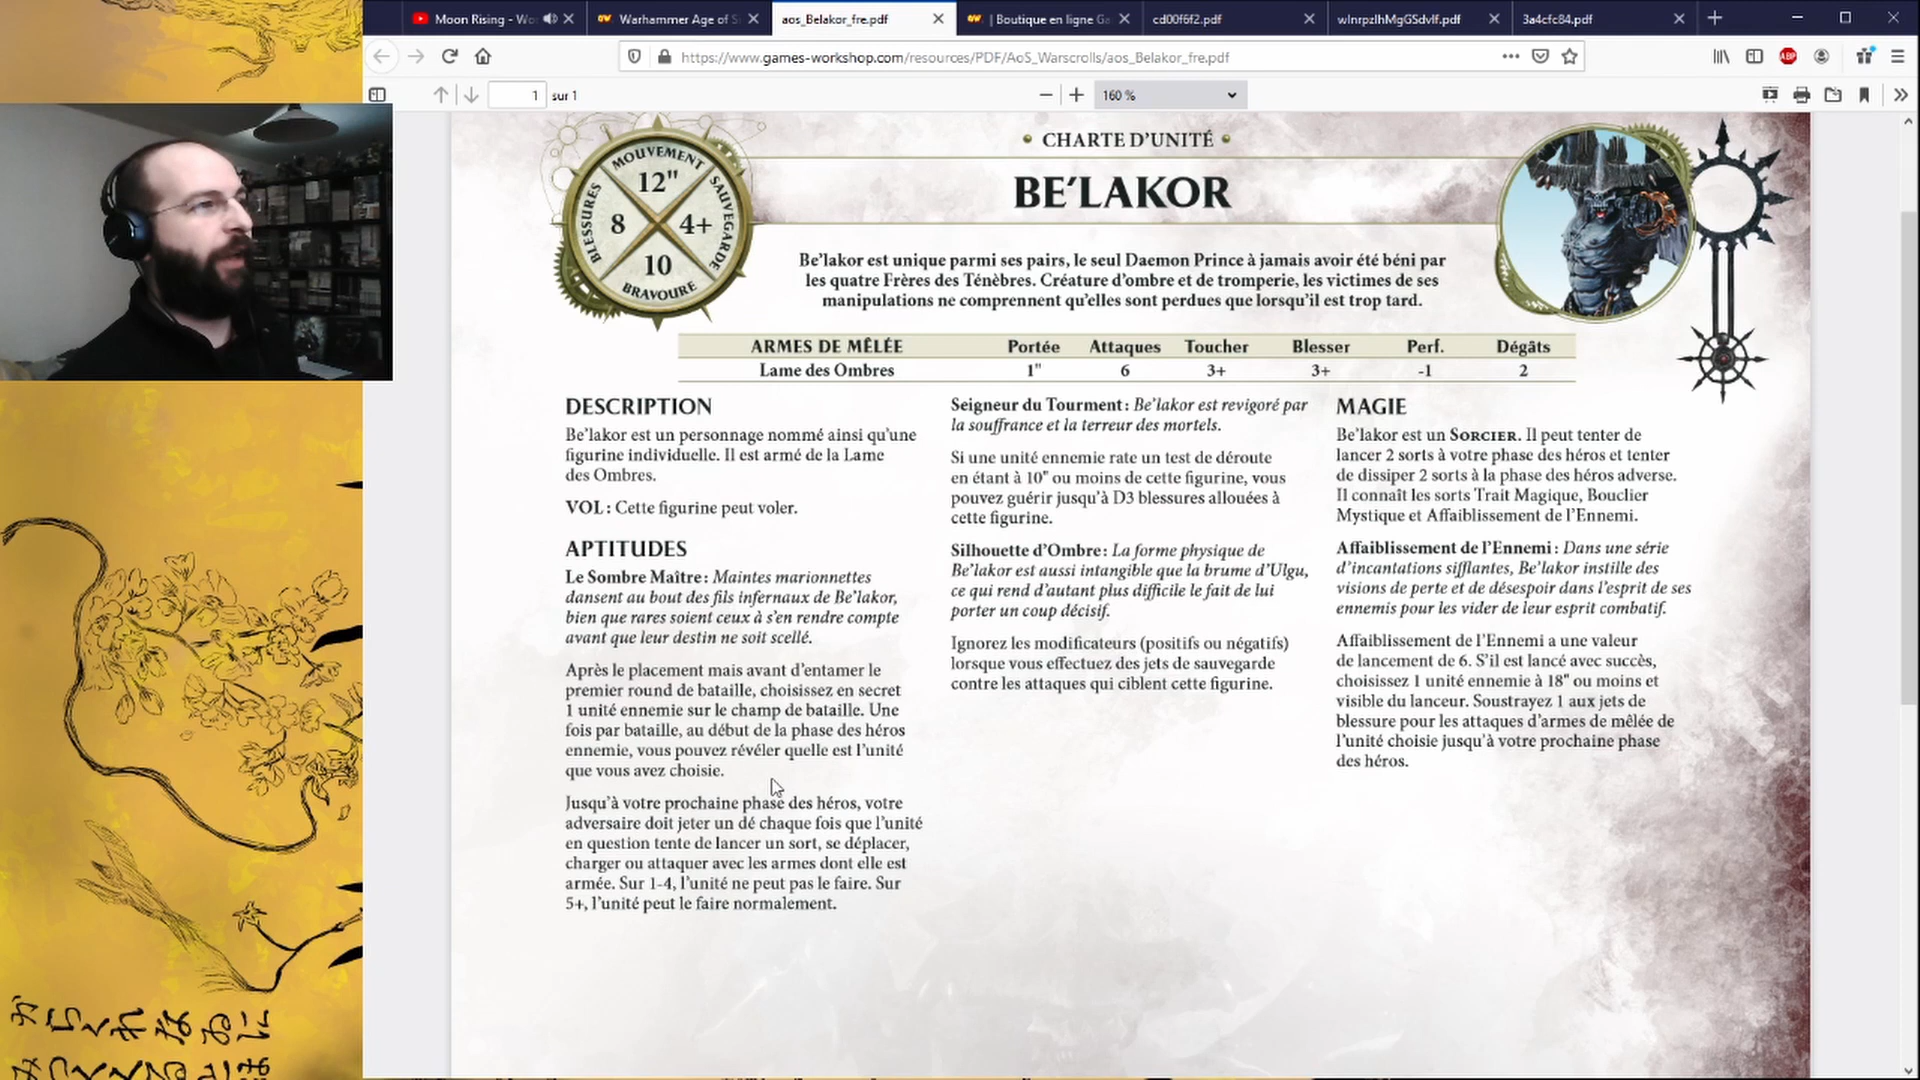 Moon Rising - Wo
Warhammer Age of S
aos_Belakor_fre.pdf
| Boutique en ligne Ga
cd00f6f2.pdf
wInrpzIhMgGSdvlf.pdf
3a4cfc84.pdf
https://www.games-workshop.com/resources/PDF/AoS_Warscrolls/aos_Belakor_fre.pdf
ABP
1 sur 1
160 %
• CHARTE D'UNITÉ •
BE'LAKOR
MOUVEMENT
12"
BLESSURES
8
4+
SAUVEGARDE
10
BRAVOURE
Be'lakor est unique parmi ses pairs, le seul Daemon Prince à jamais avoir été béni par
les quatre Frères des Ténèbres. Créature d'ombre et de tromperie, les victimes de ses
manipulations ne comprennent qu'elles sont perdues que lorsqu'il est trop tard.
ARMES DE MÊLÉE Portée Attaques Toucher Blesser Perf. Dégâts
Lame des Ombres 1" 6 3+ 3+ -1 2
DESCRIPTION
Be'lakor est un personnage nommé ainsi qu'une
figurine individuelle. Il est armé de la Lame
des Ombres.
VOL : Cette figurine peut voler.
APTITUDES
Le Sombre Maître : Maintes marionnettes
dansent au bout des fils infernaux de Be'lakor,
bien que rares soient ceux à s'en rendre compte
avant que leur destin ne soit scellé.
Après le placement mais avant d'entamer le
premier round de bataille, choisissez en secret
1 unité ennemie sur le champ de bataille. Une
fois par bataille, au début de la phase des héros
ennemie, vous pouvez révéler quelle est l'unité
que vous avez choisie.
Jusqu'à votre prochaine phase des héros, votre
adversaire doit jeter un dé chaque fois que l'unité
en question tente de lancer un sort, se déplacer,
charger ou attaquer avec les armes dont elle est
armée. Sur 1-4, l'unité ne peut pas le faire. Sur
5+, l'unité peut le faire normalement.
Seigneur du Tourment : Be'lakor est revigoré par
la souffrance et la terreur des mortels.
Si une unité ennemie rate un test de déroute
en étant à 10" ou moins de cette figurine, vous
pouvez guérir jusqu'à D3 blessures allouées à
cette figurine.
Silhouette d'Ombre : La forme physique de
Be'lakor est aussi intangible que la brume d'Ulgu,
ce qui rend d'autant plus difficile le fait de lui
porter un coup décisif.
Ignorez les modificateurs (positifs ou négatifs)
lorsque vous effectuez des jets de sauvegarde
contre les attaques qui ciblent cette figurine.
MAGIE
Be'lakor est un SORCIER. Il peut tenter de
lancer 2 sorts à votre phase des héros et tenter
de dissiper 2 sorts à la phase des héros adverse.
Il connaît les sorts Trait Magique, Bouclier
Mystique et Affaiblissement de l'Ennemi.
Affaiblissement de l'Ennemi : Dans une série
d'incantations sifflantes, Be'lakor instille des
visions de perte et de désespoir dans l'esprit de ses
ennemis pour les vider de leur esprit combatif.
Affaiblissement de l'Ennemi a une valeur
de lancement de 6. S'il est lancé avec succès,
choisissez 1 unité ennemie à 18" ou moins et
visible du lanceur. Soustrayez 1 aux jets de
blessure pour les attaques d'armes de mêlée de
l'unité choisie jusqu'à votre prochaine phase
des héros.